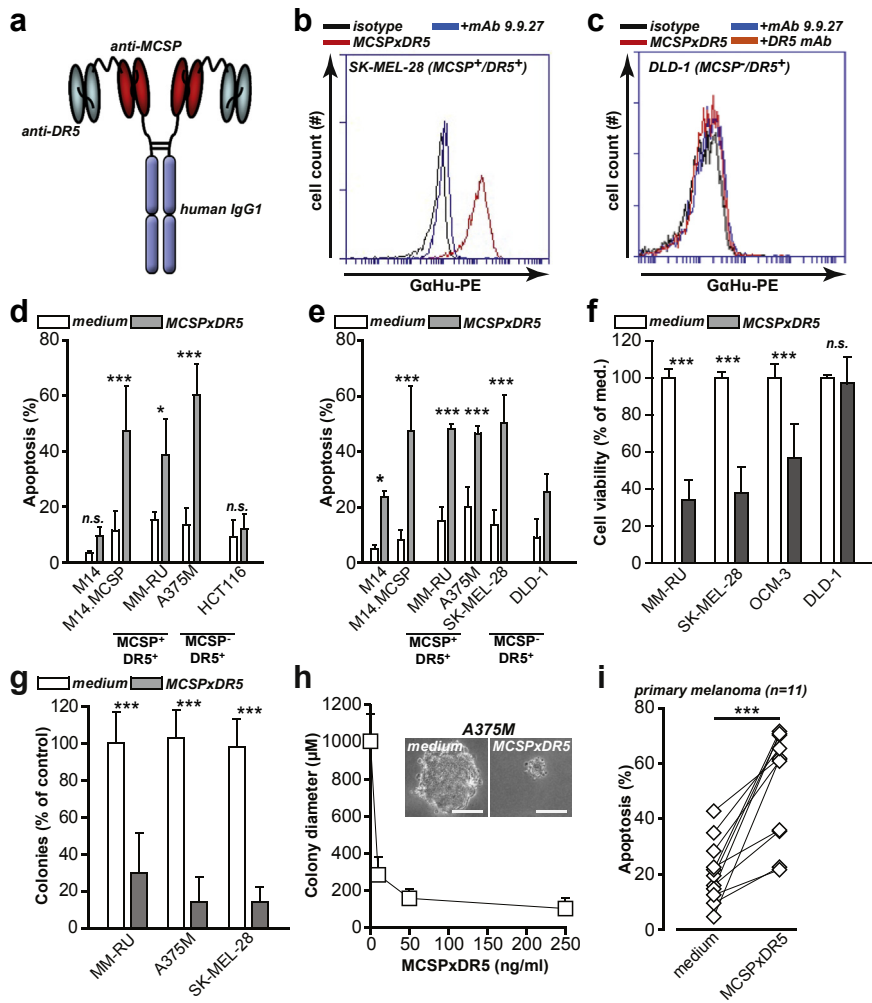 a
anti-MCSP
anti-DR5
human IgG1
b
isotype
+mAb 9.9.27
MCSPxDR5
SK-MEL-28 (MCSP+/DR5+)
cell count (#)
GαHu-PE
c
isotype
+mAb 9.9.27
MCSPxDR5
+DR5 mAb
DLD-1 (MCSP-/DR5+)
cell count (#)
GαHu-PE
d
medium
MCSPxDR5
Apoptosis (%)
80
60
40
20
0
n.s.
***
*
***
n.s.
M14
M14.MCSP
MM-RU
A375M
HCT116
MCSP+
DR5+
MCSP-
DR5+
e
medium
MCSPxDR5
Apoptosis (%)
80
60
40
20
0
*
***
***
***
***
M14
M14.MCSP
MM-RU
A375M
SK-MEL-28
DLD-1
MCSP+
DR5+
MCSP-
DR5+
f
medium
MCSPxDR5
Cell viability (% of med.)
120
100
80
60
40
20
0
***
***
***
n.s.
MM-RU
SK-MEL-28
OCM-3
DLD-1
g
medium
MCSPxDR5
Colonies (% of control)
120
100
80
60
40
20
0
***
***
***
MM-RU
A375M
SK-MEL-28
h
Colony diameter (µM)
1200
1000
800
600
400
200
0
A375M
medium
MCSPxDR5
0
50
100
150
200
250
MCSPxDR5 (ng/ml)
i
primary melanoma (n=11)
***
Apoptosis (%)
80
60
40
20
0
medium
MCSPxDR5